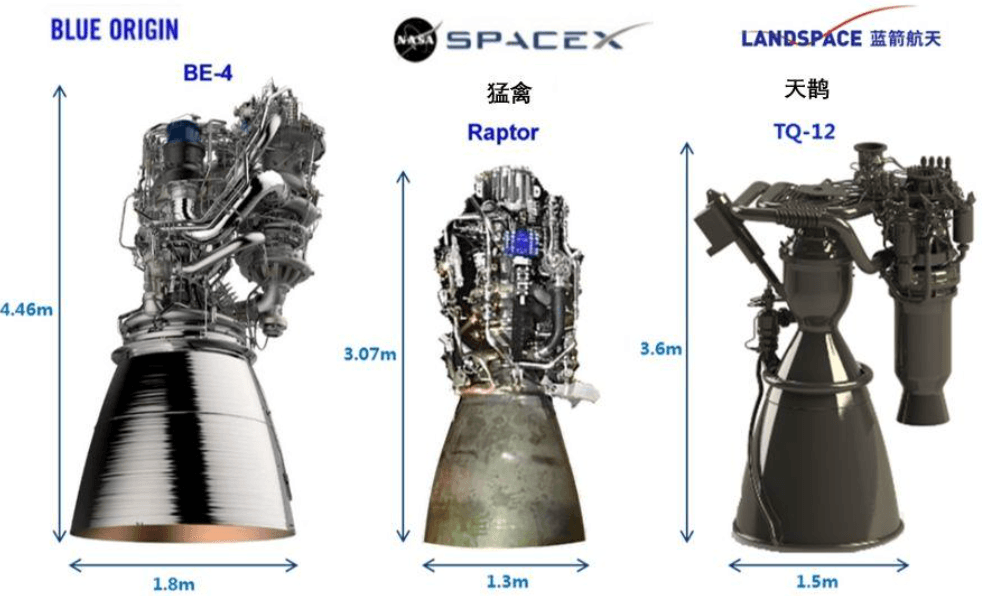 BLUE ORIGIN
BE-4
4.46m
1.8m
NASA SPACEX
猛禽
Raptor
3.07m
1.3m
LANDSPACE 蓝箭航天
天鹊
TQ-12
3.6m
1.5m